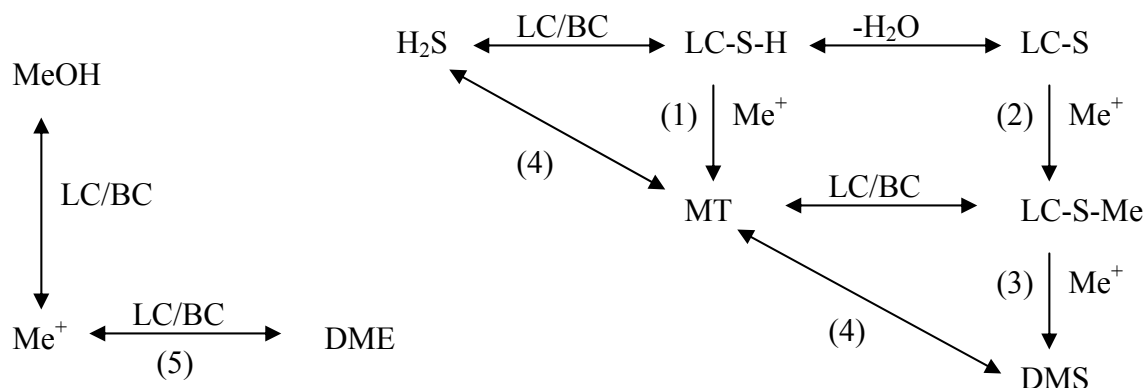 H₂S LC/BC LC-S-H -H₂O LC-S
MeOH
(1) Me⁺ (2) Me⁺
(4)
LC/BC
LC/BC
MT LC-S-Me
(3) Me⁺
LC/BC
(4)
Me⁺ DME
(5)
DMS